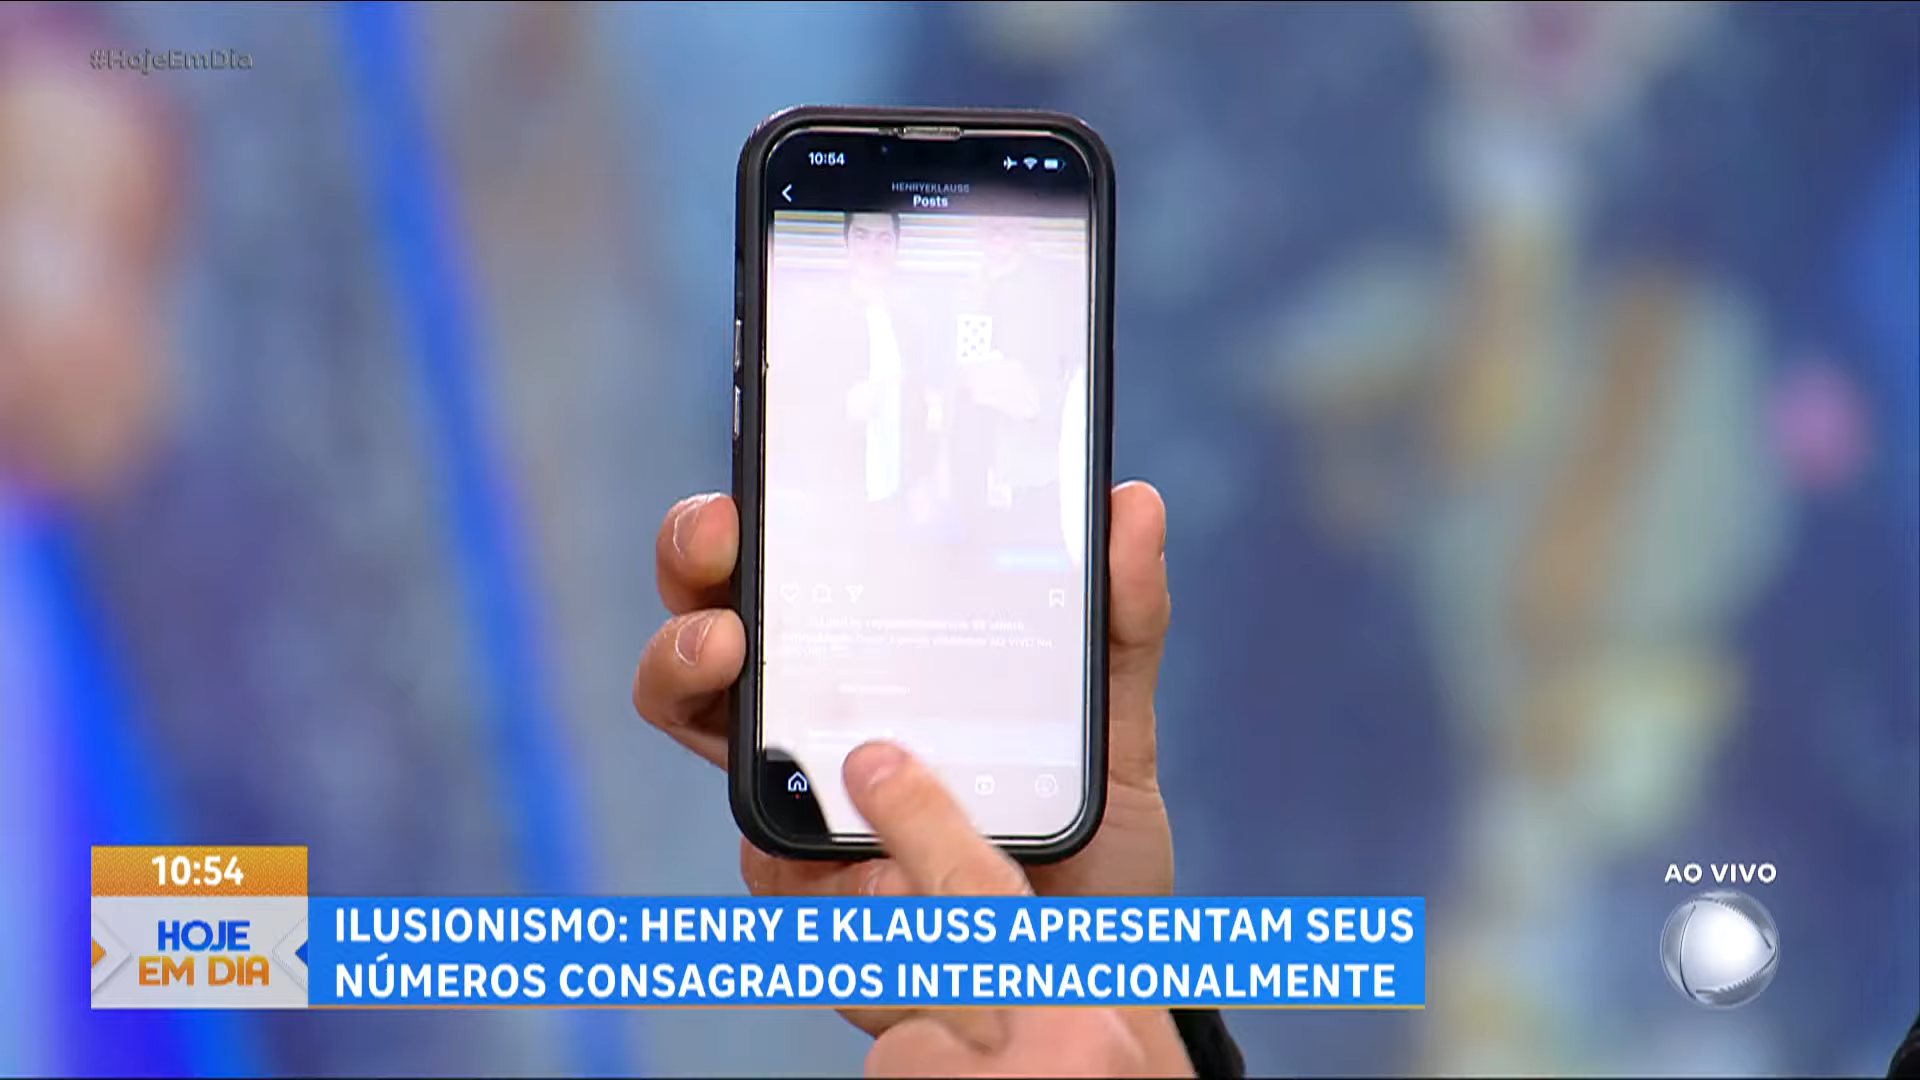 #HojeEmDia
10:54
HENRYEKLAUSS
Posts
10:54
HOJE
EM DIA
ILUSIONISMO: HENRY E KLAUSS APRESENTAM SEUS
NÚMEROS CONSAGRADOS INTERNACIONALMENTE
AO VIVO